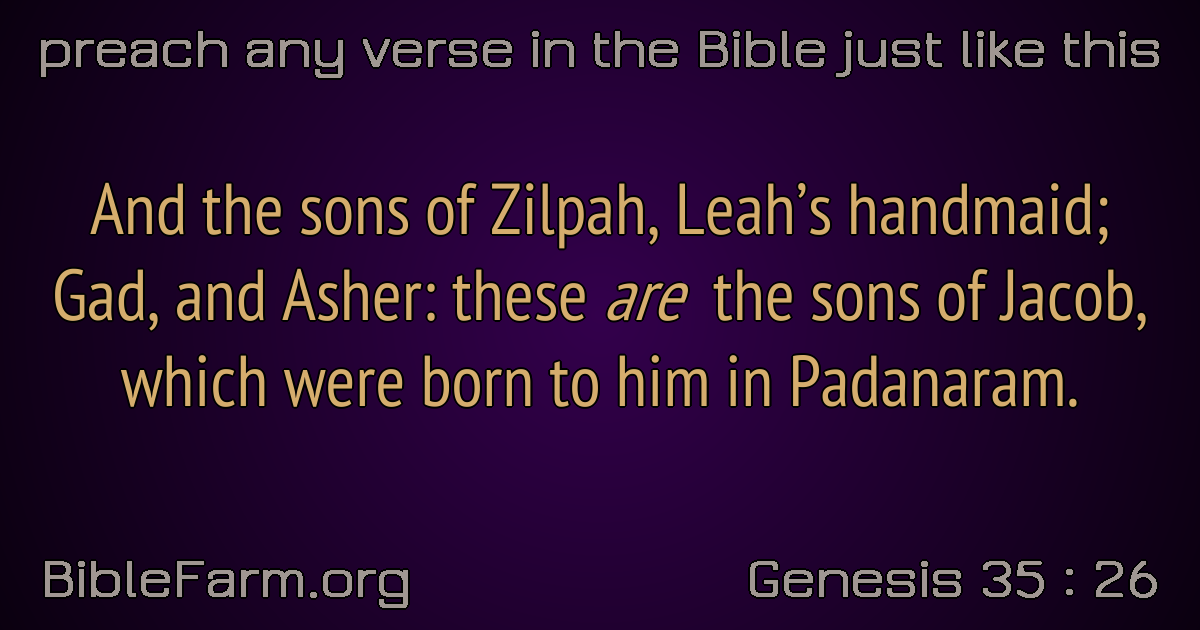 preach any verse in the Bible just like this
And the sons of Zilpah, Leah’s handmaid;
Gad, and Asher: these are the sons of Jacob,
which were born to him in Padanaram.
BibleFarm.org
Genesis 35 : 26